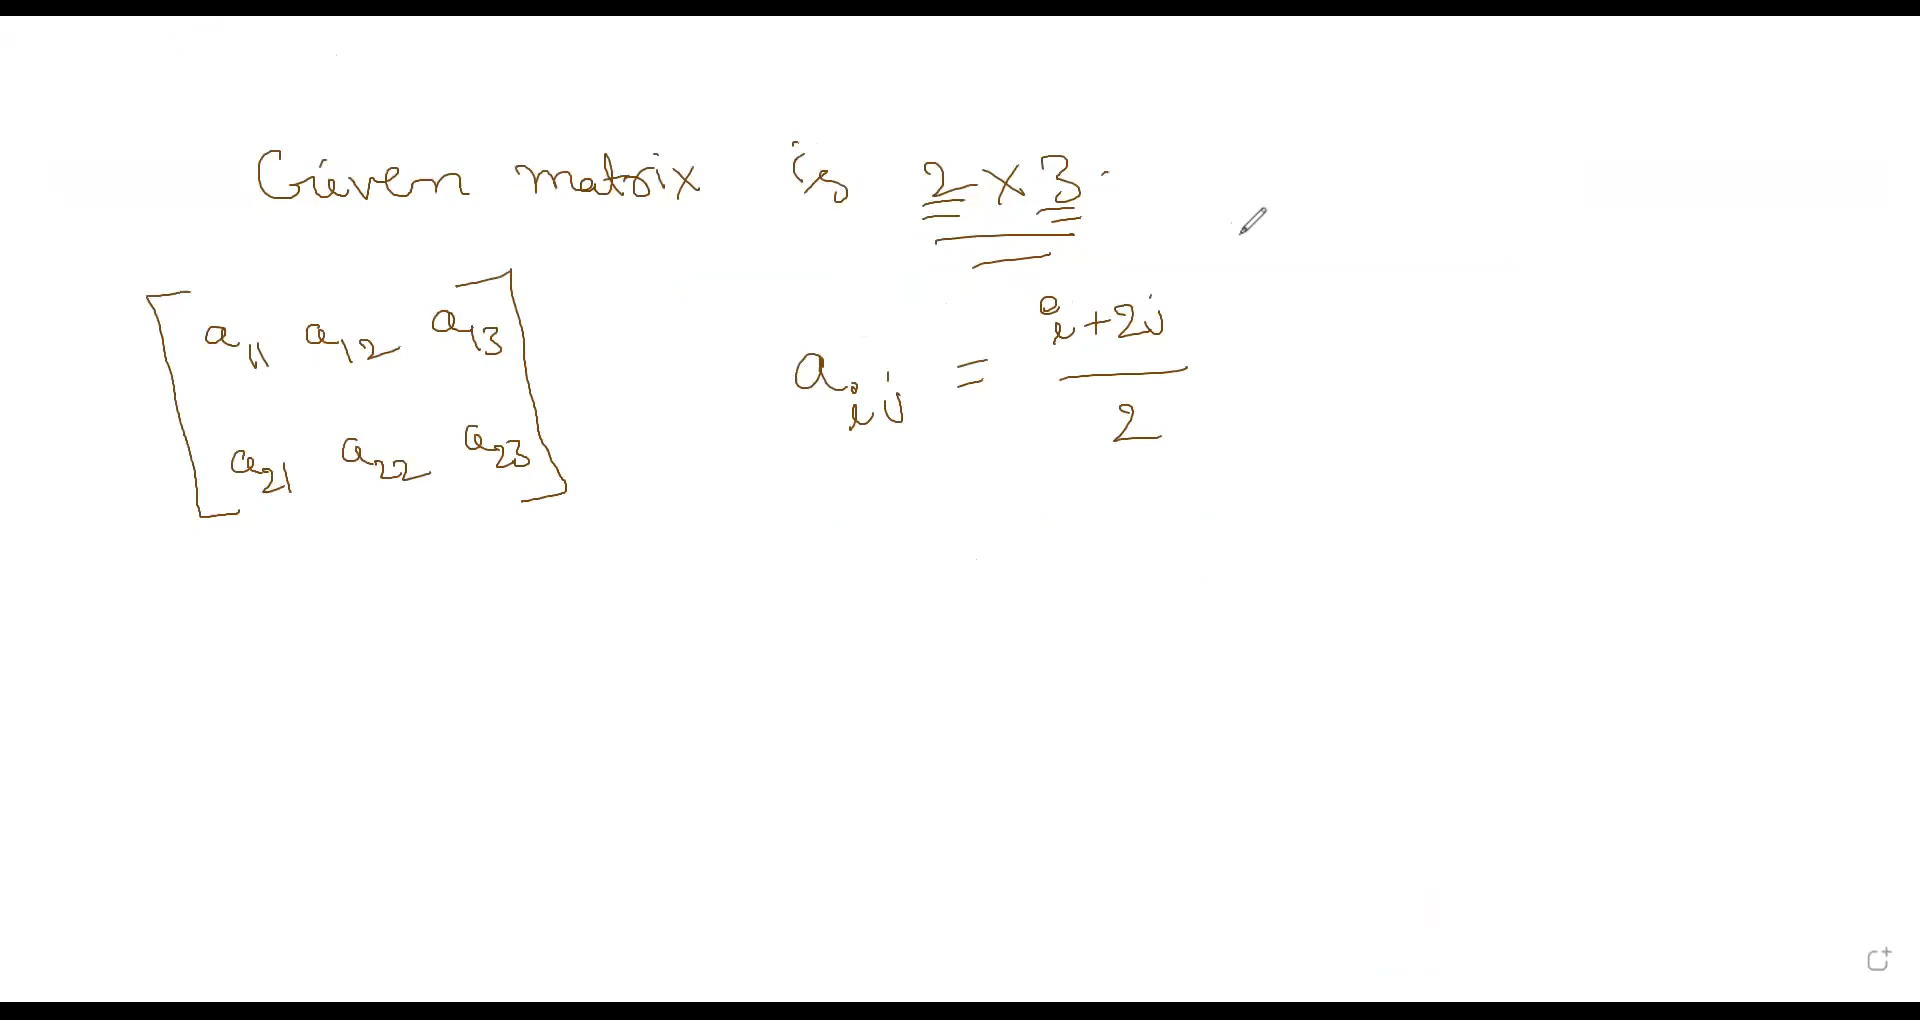 Given matrix is 2 × 3.
[ a₁₁ a₁₂ a₁₃
a₂₁ a₂₂ a₂₃ ]
aᵢⱼ = (i + 2j) / 2